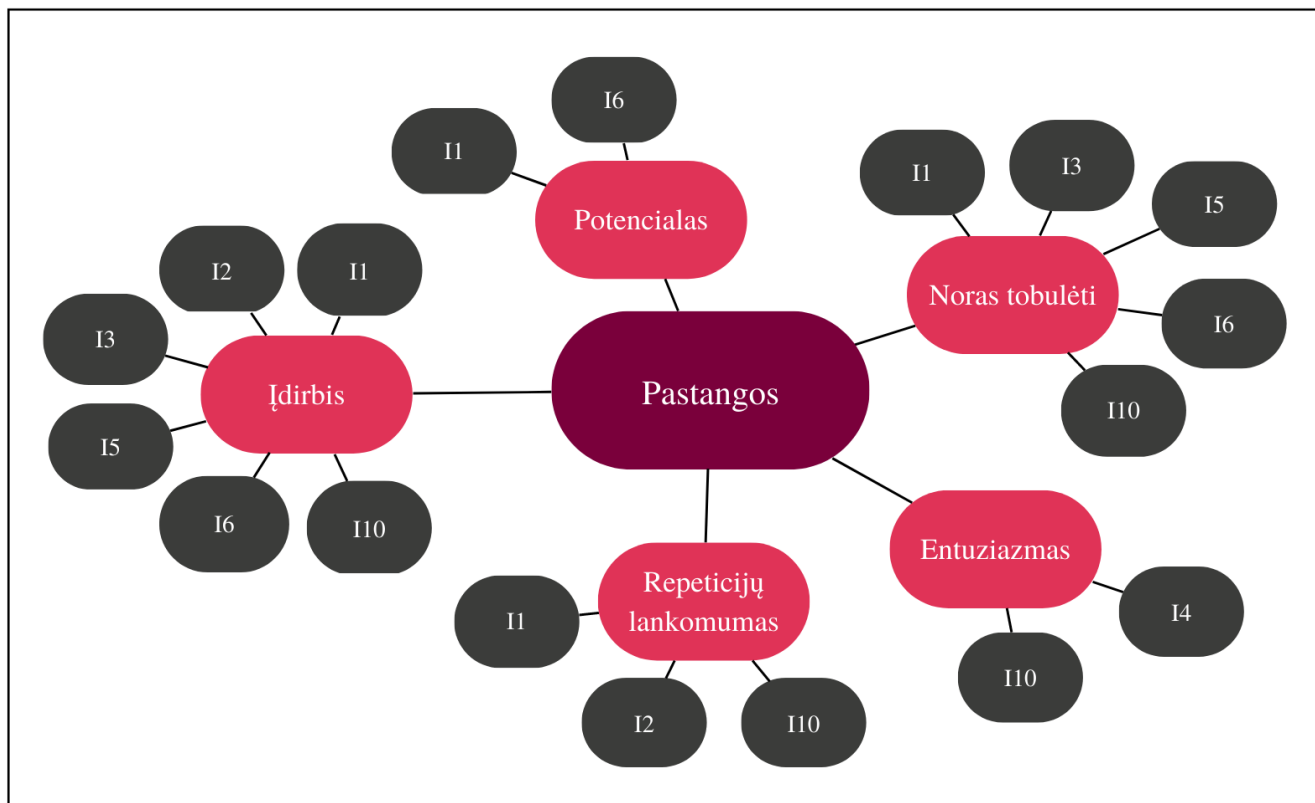 I6
I1
Potencialas
I1
I3
I5
Noras tobulėti
I6
I10
I2
I1
I3
Įdirbis
I5
I6
I10
Pastangos
Entuziazmas
I4
I10
Repeticijų
lankomumas
I1
I2
I10